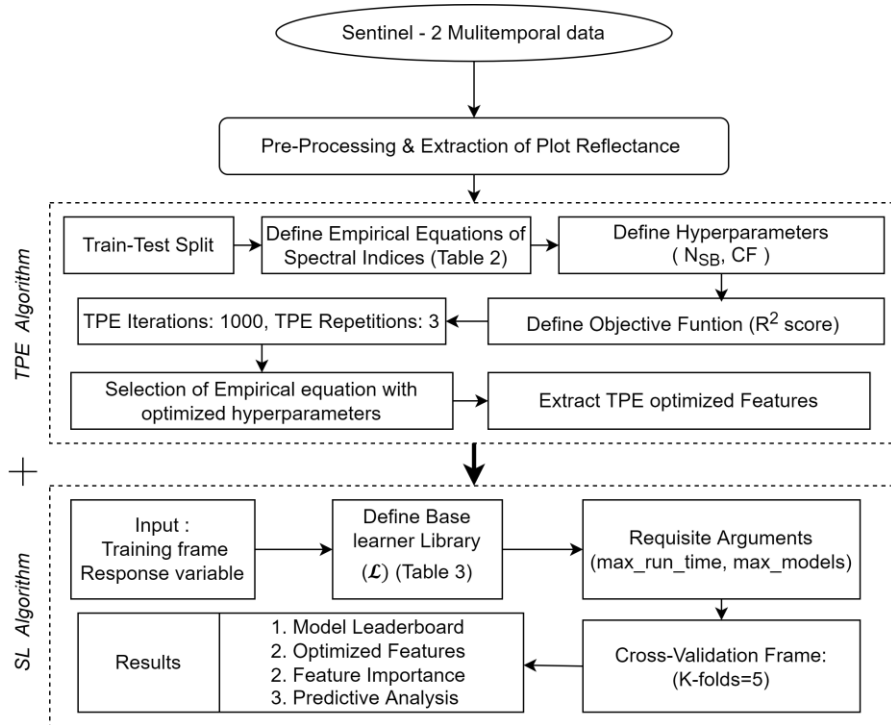 Sentinel - 2 Mulitemporal data
Pre-Processing & Extraction of Plot Reflectance
TPE Algorithm
Train-Test Split
Define Empirical Equations of
Spectral Indices (Table 2)
Define Hyperparameters
( N_SB, CF )
Define Objective Funtion (R² score)
TPE Iterations: 1000, TPE Repetitions: 3
Selection of Empirical equation with
optimized hyperparameters
Extract TPE optimized Features
+
SL Algorithm
Input :
Training frame
Response variable
Define Base
learner Library
(𝓛) (Table 3)
Requisite Arguments
(max_run_time, max_models)
Cross-Validation Frame:
(K-folds=5)
Results
1. Model Leaderboard
2. Optimized Features
2. Feature Importance
3. Predictive Analysis